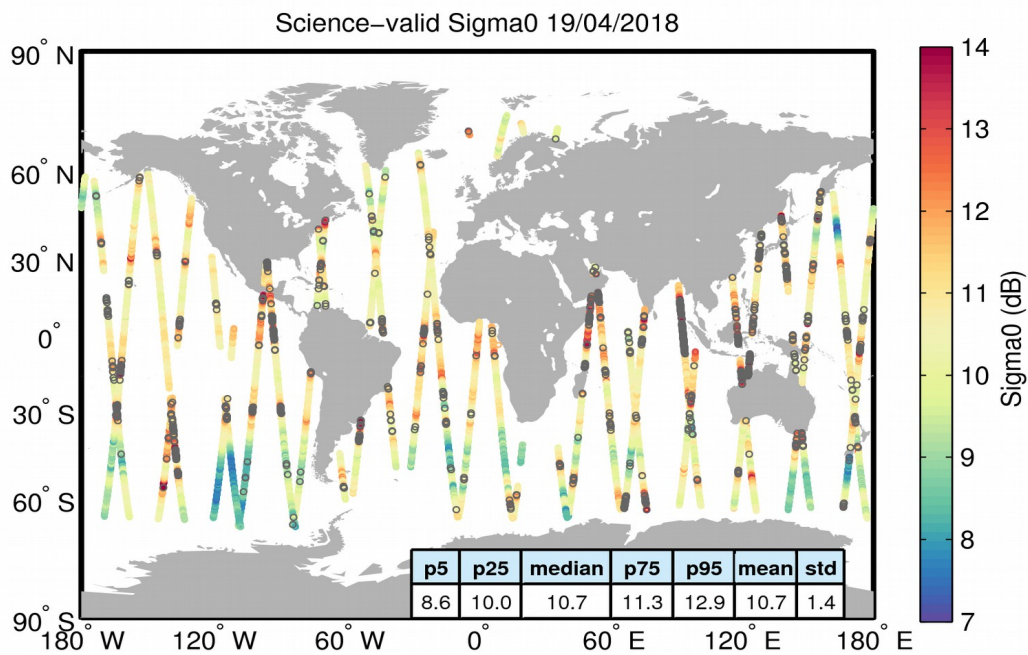 Science−valid Sigma0 19/04/2018
90° N
60° N
30° N
0°
30° S
60° S
90° S
180° W
120° W
60° W
0°
60° E
120° E
180° E
14
13
12
11
10
9
8
7
Sigma0 (dB)
p5 p25 median p75 p95 mean std
8.6 10.0 10.7 11.3 12.9 10.7 1.4